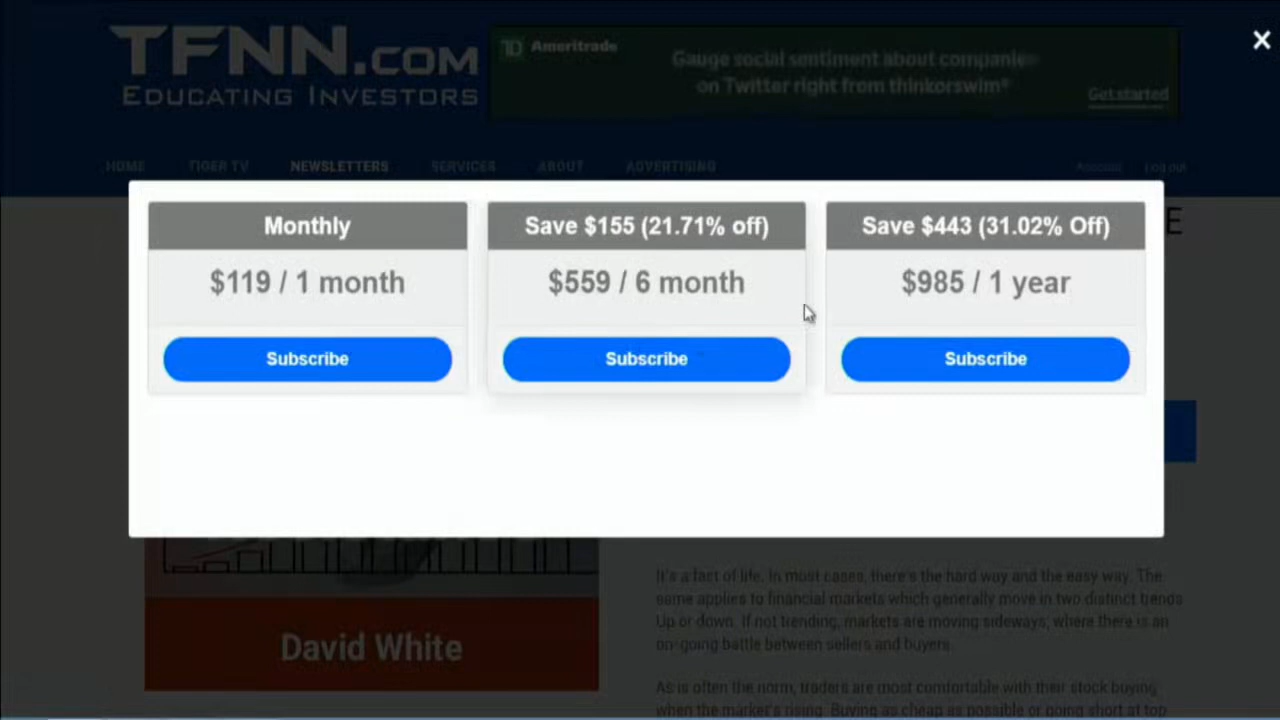 TFNN.COM
EDUCATING INVESTORS
Ameritrade
Gauge social sentiment about companies
on Twitter right from thinkorswim®
Get started
HOME TIGER TV NEWSLETTERS SERVICES ABOUT ADVERTISING Account Log out
Monthly
$119 / 1 month
Subscribe
Save $155 (21.71% off)
$559 / 6 month
Subscribe
Save $443 (31.02% Off)
$985 / 1 year
Subscribe
David White
It's a fact of life. In most cases, there's the hard way and the easy way. The
same applies to financial markets which generally move in two distinct trends
Up or down. If not trending, markets are moving sideways; where there is an
on-going battle between sellers and buyers.
As is often the norm, traders are most comfortable with their stock buying
when the market's rising. Buying as cheap as possible or going short at top